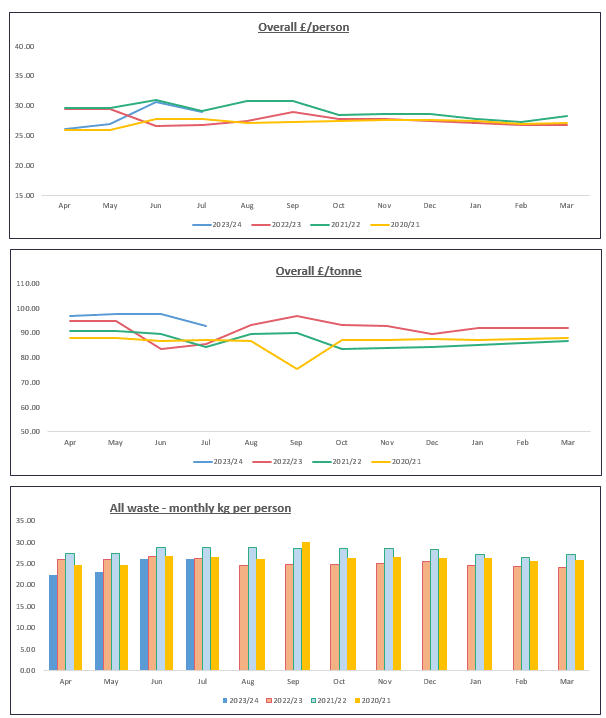 Overall £/person
40.00
35.00
30.00
25.00
20.00
15.00
Apr May Jun Jul Aug Sep Oct Nov Dec Jan Feb Mar
2023/24 2022/23 2021/22 2020/21
Overall £/tonne
110.00
100.00
90.00
80.00
70.00
60.00
50.00
Apr May Jun Jul Aug Sep Oct Nov Dec Jan Feb Mar
2023/24 2022/23 2021/22 2020/21
All waste - monthly kg per person
35.00
30.00
25.00
20.00
15.00
10.00
5.00
0.00
Apr May Jun Jul Aug Sep Oct Nov Dec Jan Feb Mar
2023/24 2022/23 2021/22 2020/21